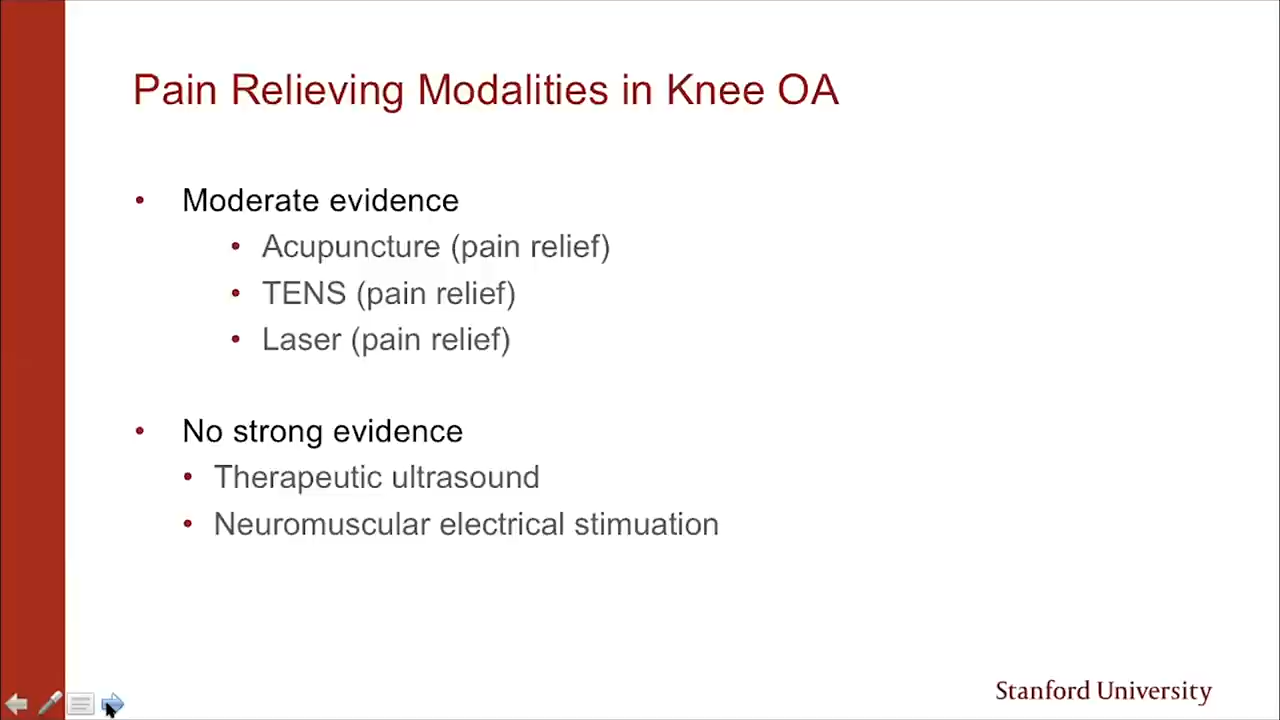 Pain Relieving Modalities in Knee OA
• Moderate evidence
• Acupuncture (pain relief)
• TENS (pain relief)
• Laser (pain relief)
• No strong evidence
• Therapeutic ultrasound
• Neuromuscular electrical stimuation
Stanford University